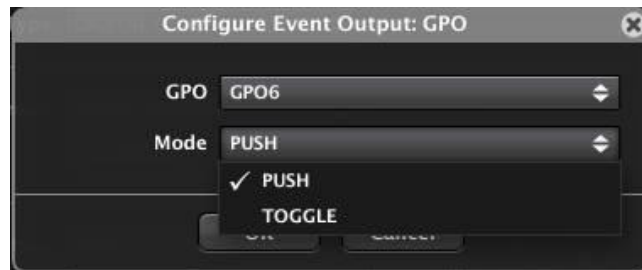 Configure Event Output: GPO
GPO GPO6
Mode PUSH
✓ PUSH
TOGGLE